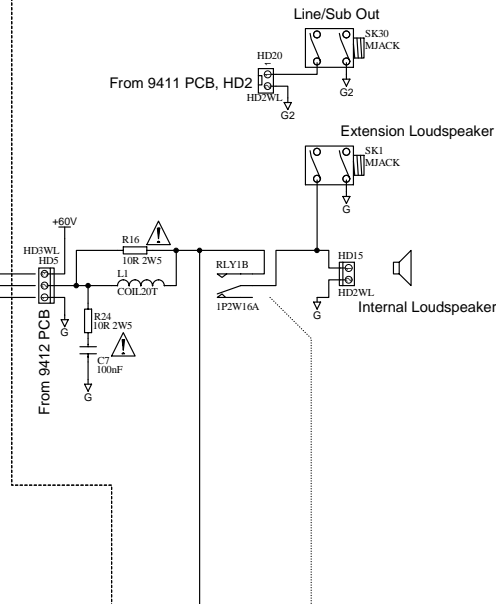 Line/Sub Out
SK30
MJACK
HD20
1
From 9411 PCB, HD2
HD2WL
G2
G2
Extension Loudspeaker
SK1
MJACK
G
+60V
R16
HD3WL
HD5
10R 2W5
L1
COIL20T
RLY1B
1P2W16A
HD15
HD2WL
G
Internal Loudspeaker
R24
10R 2W5
G
C7
100nF
G
From 9412 PCB